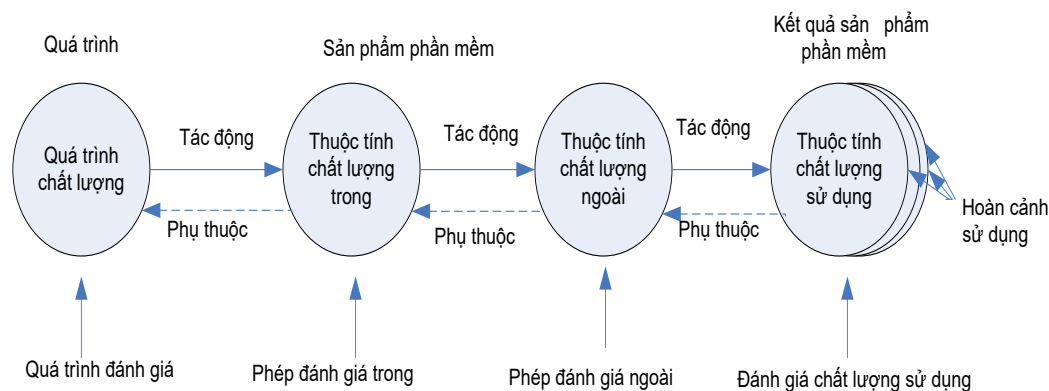 Quá trình
Sản phẩm phần mềm
Kết quả sản phẩm
phần mềm
Quá trình
chất lượng
Tác động
Phụ thuộc
Thuộc tính
chất lượng
trong
Tác động
Phụ thuộc
Thuộc tính
chất lượng
ngoài
Tác động
Phụ thuộc
Thuộc tính
chất lượng
sử dụng
Hoàn cảnh
sử dụng
Quá trình đánh giá
Phép đánh giá trong
Phép đánh giá ngoài
Đánh giá chất lượng sử dụng